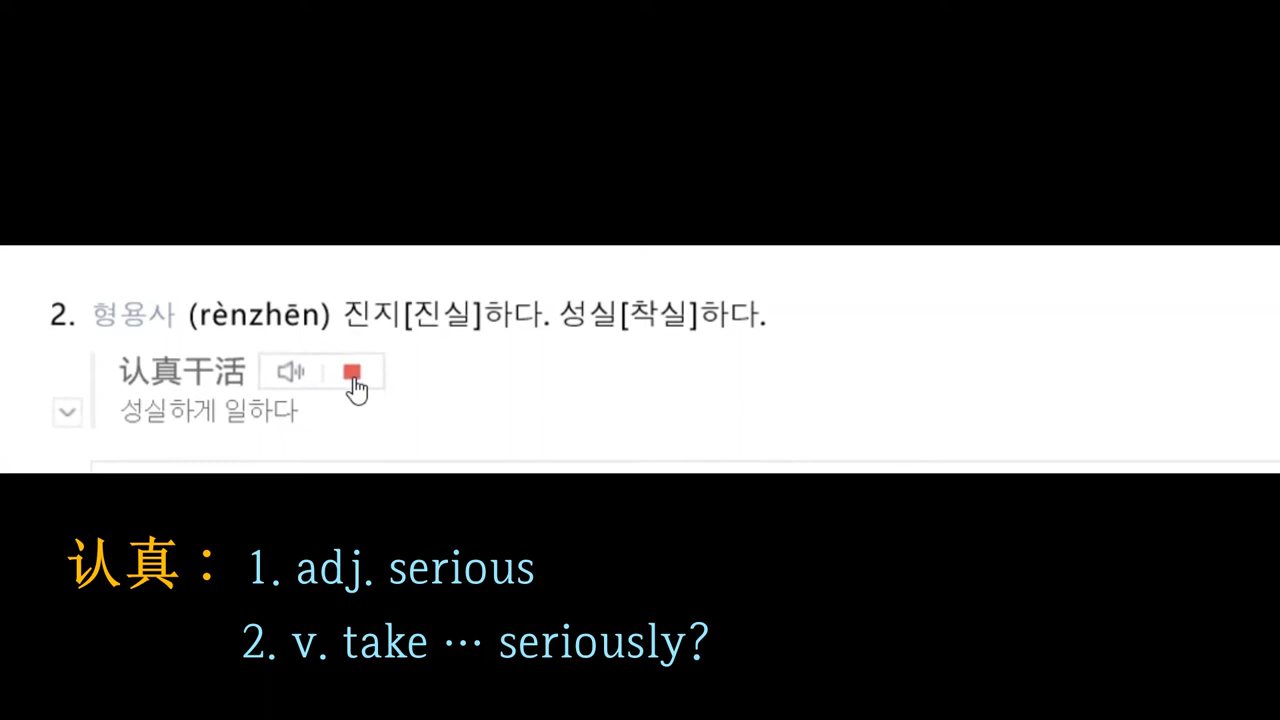 2. 형용사 (rènzhēn) 진지[진실]하다. 성실[착실]하다.
认真干活
성실하게 일하다
认真：1. adj. serious
2. v. take … seriously?